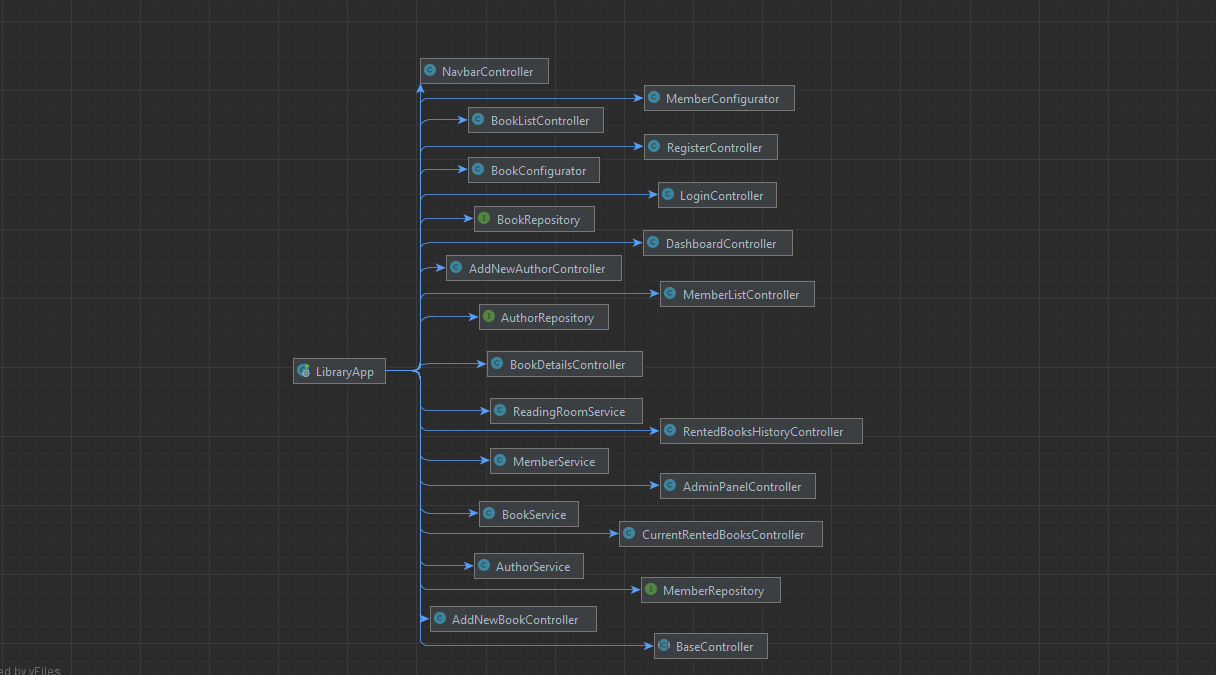 NavbarController
MemberConfigurator
BookListController
RegisterController
BookConfigurator
LoginController
BookRepository
DashboardController
AddNewAuthorController
MemberListController
AuthorRepository
BookDetailsController
LibraryApp
ReadingRoomService
RentedBooksHistoryController
MemberService
AdminPanelController
BookService
CurrentRentedBooksController
AuthorService
MemberRepository
AddNewBookController
BaseController
ed by yFiles